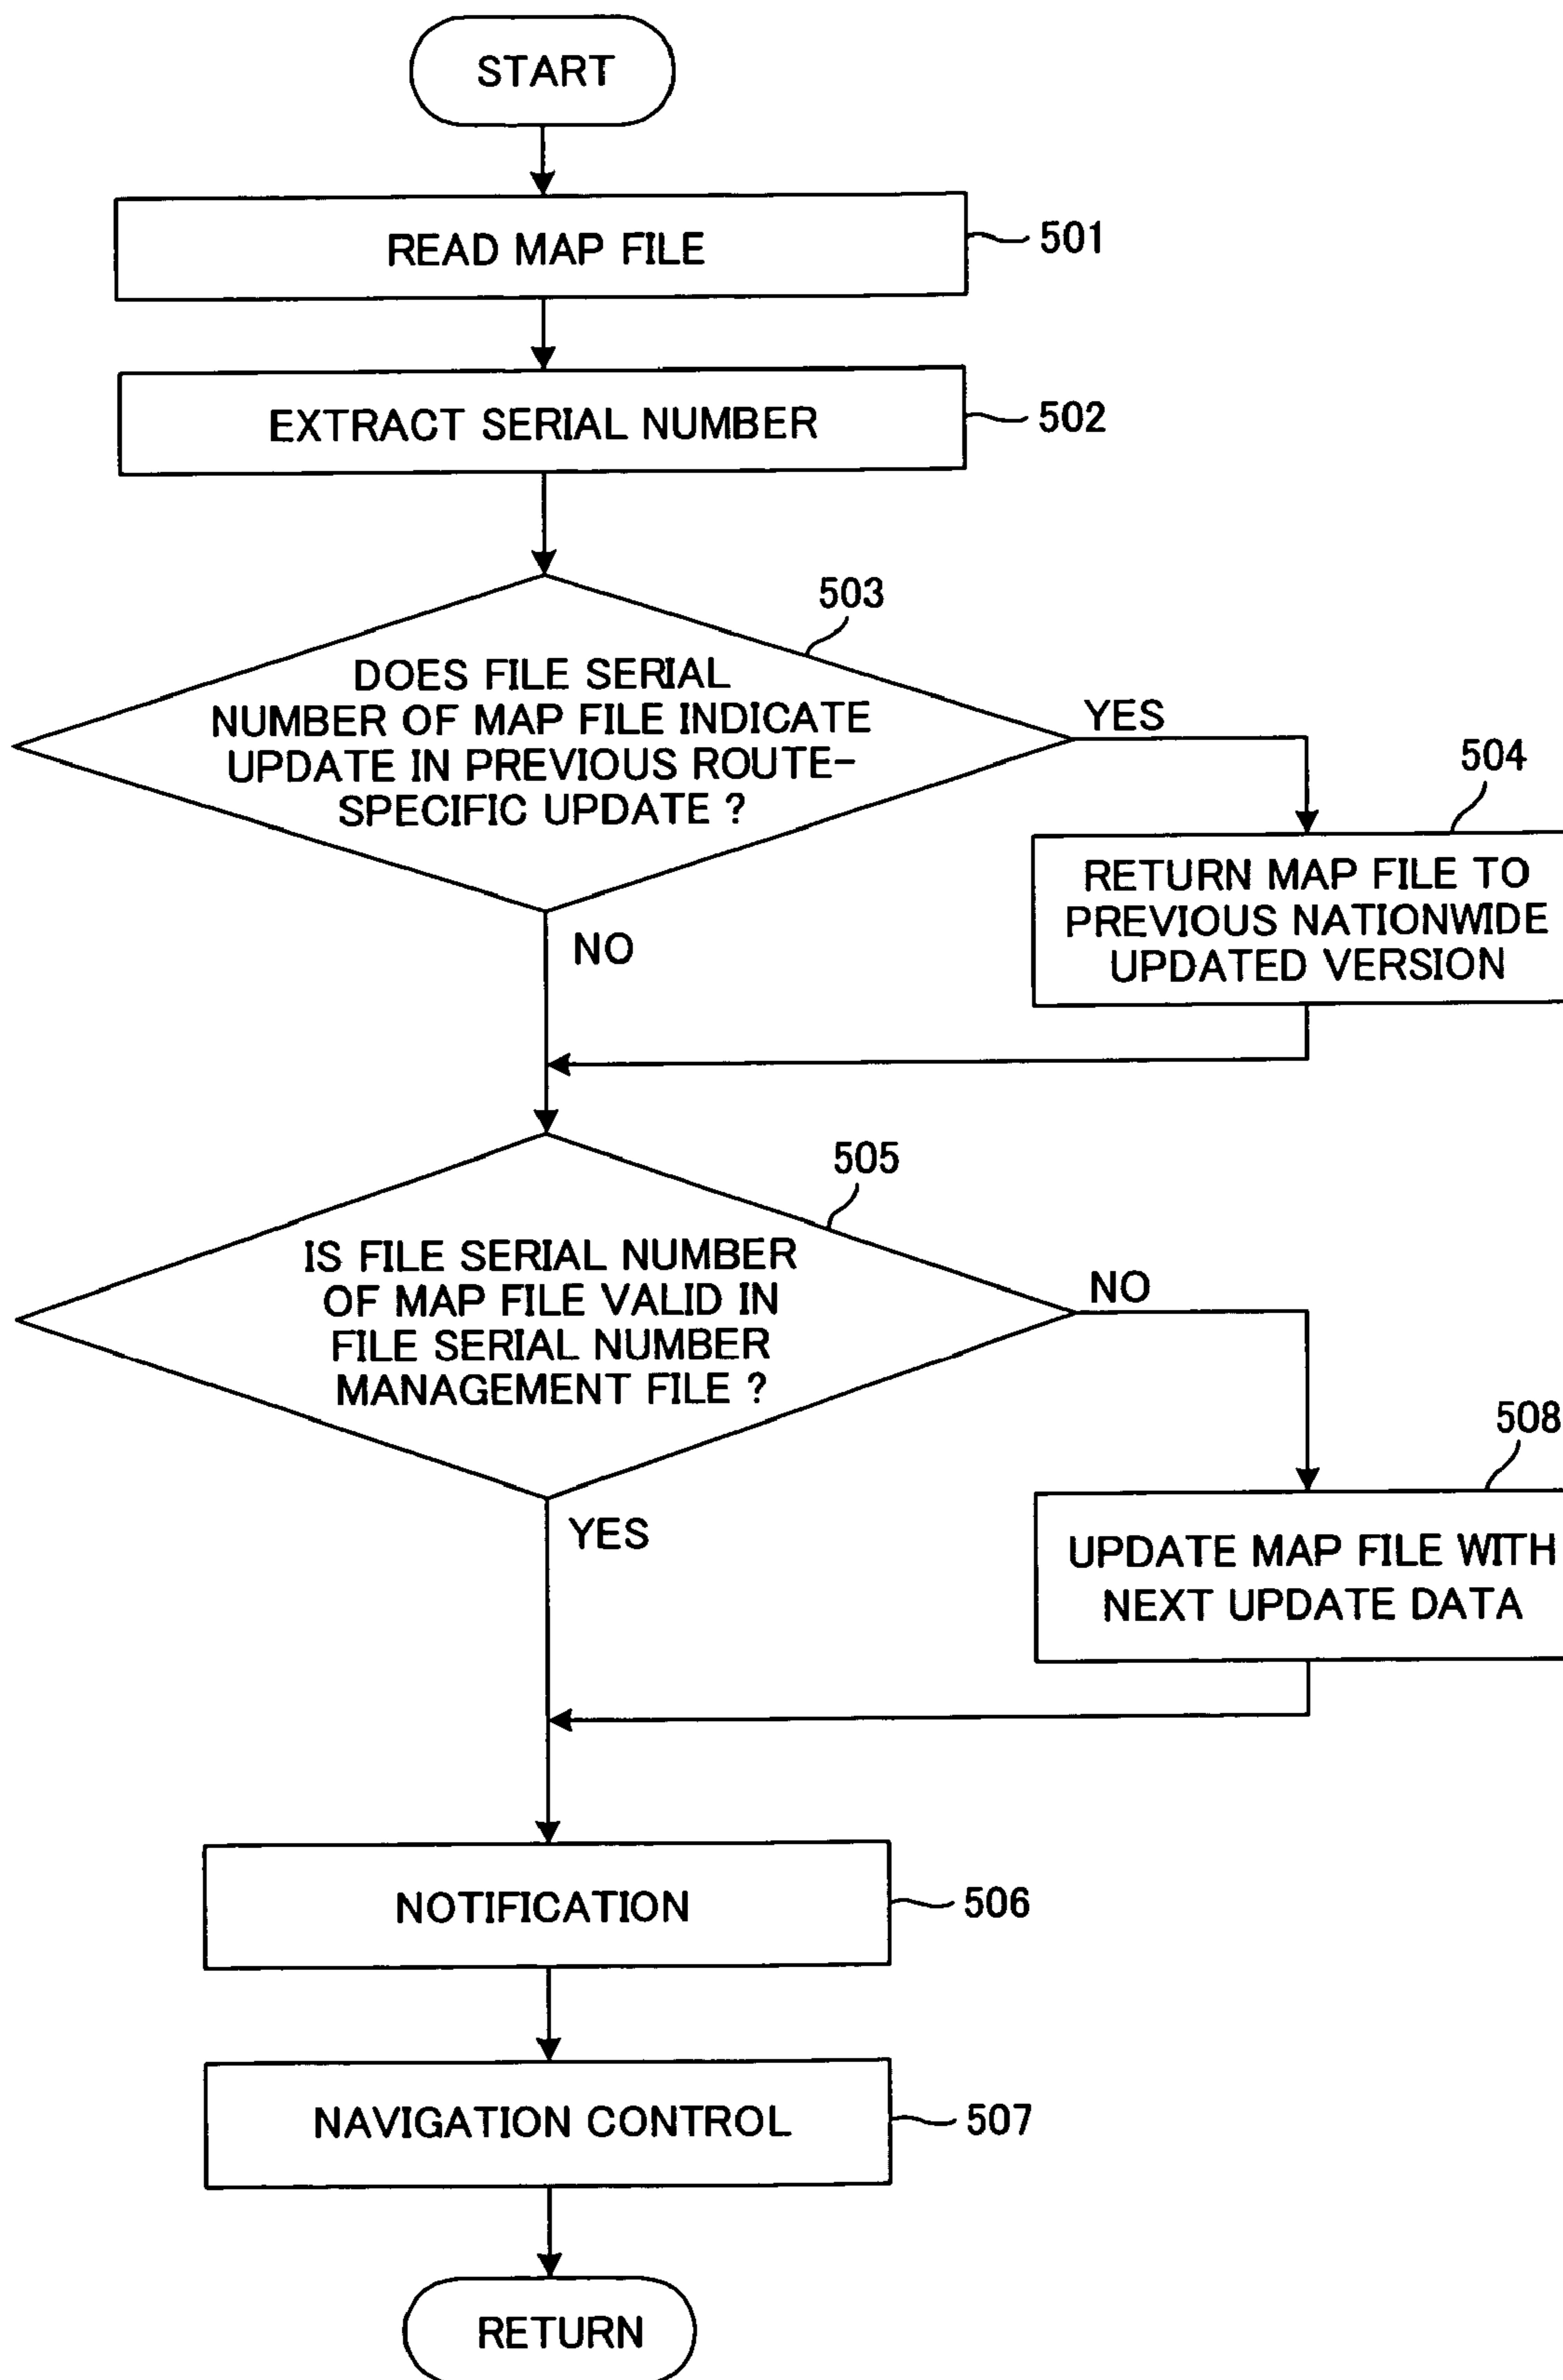 START
READ MAP FILE
501
EXTRACT SERIAL NUMBER
502
503
DOES FILE SERIAL
NUMBER OF MAP FILE INDICATE
UPDATE IN PREVIOUS ROUTE-
SPECIFIC UPDATE ?
YES
504
RETURN MAP FILE TO
PREVIOUS NATIONWIDE
UPDATED VERSION
NO
505
IS FILE SERIAL NUMBER
OF MAP FILE VALID IN
FILE SERIAL NUMBER
MANAGEMENT FILE ?
NO
508
UPDATE MAP FILE WITH
NEXT UPDATE DATA
YES
NOTIFICATION
506
NAVIGATION CONTROL
507
RETURN